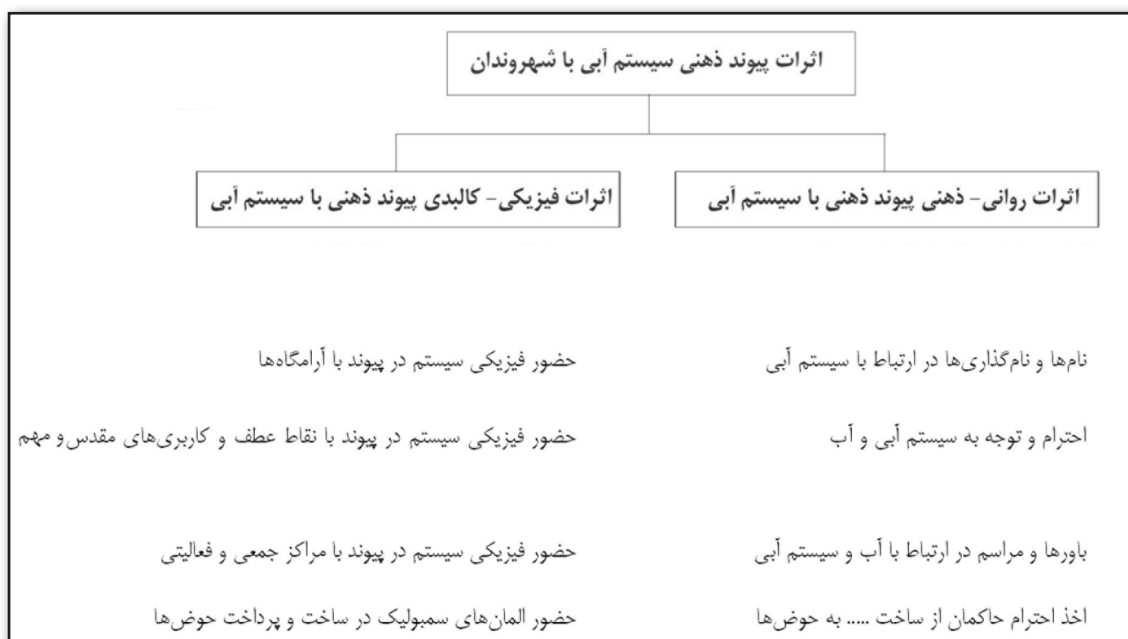 اثرات پیوند ذهنی سیستم آبی با شهروندان
اثرات روانی- ذهنی پیوند ذهنی با سیستم آبی
اثرات فیزیکی- کالبدی پیوند ذهنی با سیستم آبی
نام‌ها و نام‌گذاری‌ها در ارتباط با سیستم آبی
حضور فیزیکی سیستم در پیوند با آرامگاه‌ها
احترام و توجه به سیستم آبی و آب
حضور فیزیکی سیستم در پیوند با نقاط عطف و کاربری‌های مقدس و مهم
باورها و مراسم در ارتباط با آب و سیستم آبی
حضور فیزیکی سیستم در پیوند با مراکز جمعی و فعالیتی
اخذ احترام حاکمان از ساخت ..... به حوض‌ها
حضور المان‌های سمبولیک در ساخت و پرداخت حوض‌ها